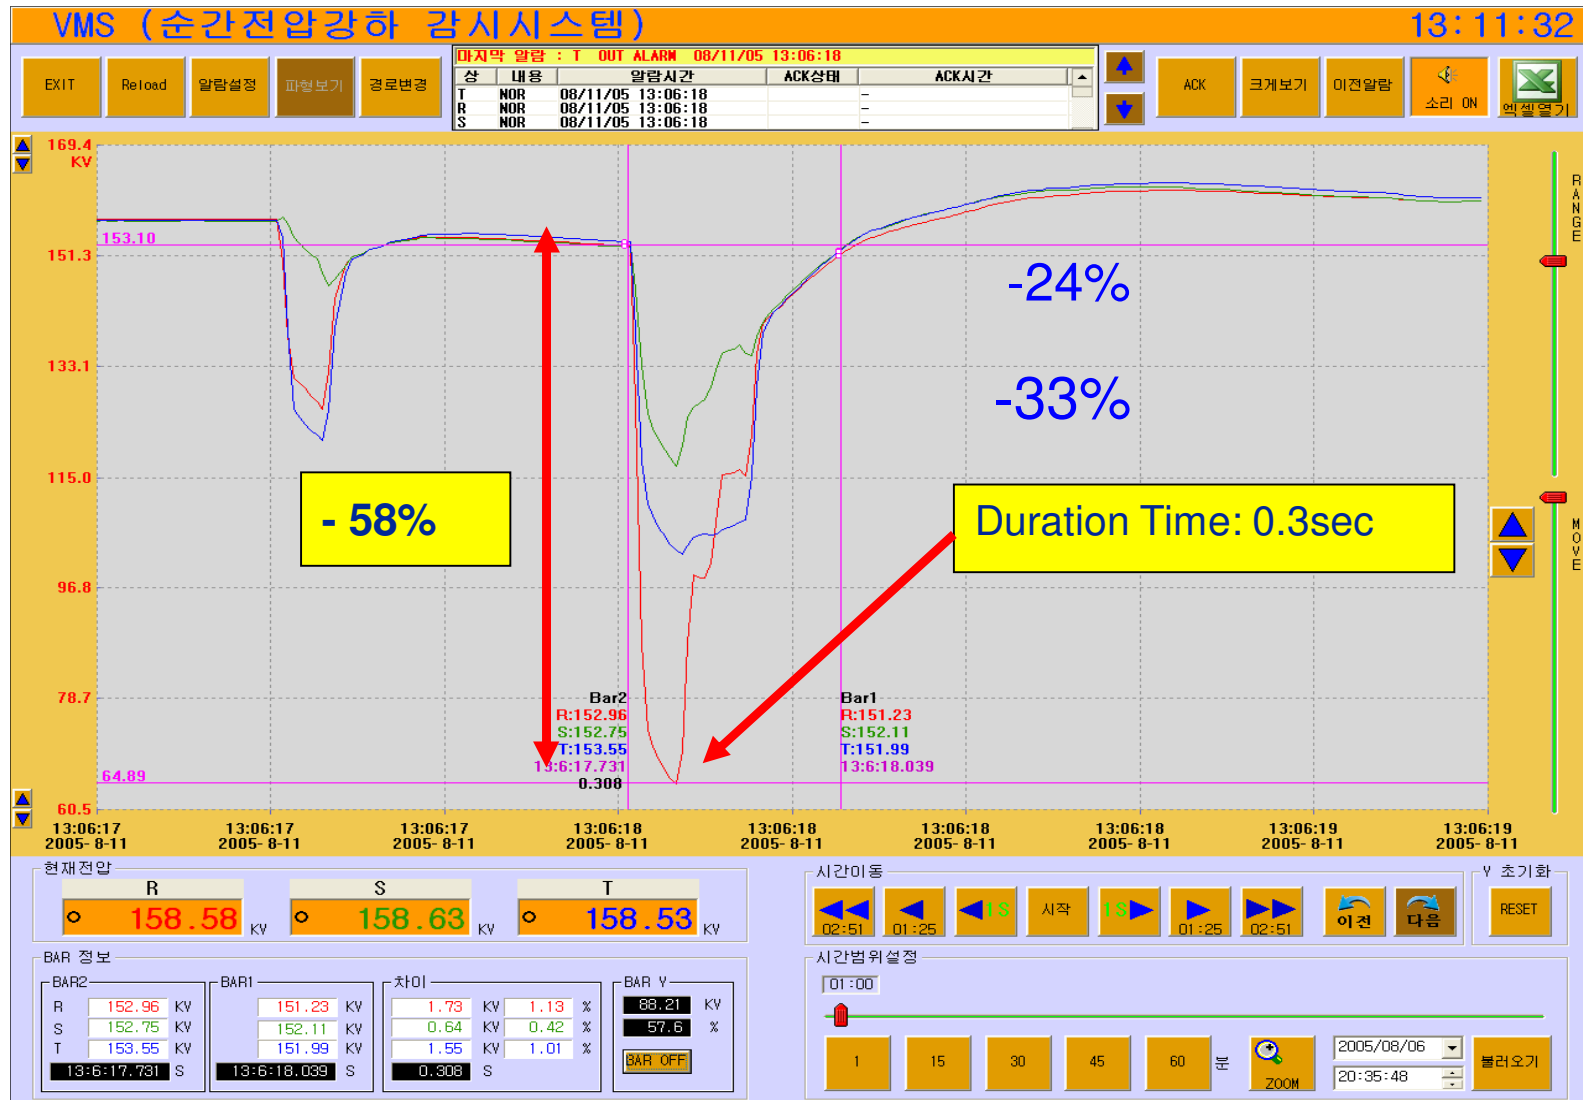 VMS (순간전압강하 감시시스템)
13:11:32
EXIT
Reload
알람설정
파형보기
경로변경
마지막 알람 : T OUT ALARM 08/11/05 13:06:18
상 내용 알람시간 ACK상태 ACK시간
T NOR 08/11/05 13:06:18 -
R NOR 08/11/05 13:06:18 -
S NOR 08/11/05 13:06:18 -
ACK
크게보기
이전알람
소리 ON
엑셀열기
169.4
KV
153.10
151.3
133.1
115.0
96.8
78.7
64.89
60.5
RANGE
MOVE
-24%
-33%
- 58%
Duration Time: 0.3sec
Bar2
R:152.96
S:152.75
T:153.55
13:6:17.731
0.308
Bar1
R:151.23
S:152.11
T:151.99
13:6:18.039
13:06:17 13:06:17 13:06:17 13:06:18 13:06:18 13:06:18 13:06:18 13:06:19 13:06:19
2005- 8-11 2005- 8-11 2005- 8-11 2005- 8-11 2005- 8-11 2005- 8-11 2005- 8-11 2005- 8-11 2005- 8-11
현재전압
R S T
158.58 KV 158.63 KV 158.53 KV
시간이동
02:51
01:25
1S
시작
1S
01:25
02:51
이전
다음
Y 초기화
RESET
BAR 정보
BAR2
R 152.96 KV
S 152.75 KV
T 153.55 KV
13:6:17.731 S
BAR1
151.23 KV
152.11 KV
151.99 KV
13:6:18.039 S
차이
1.73 KV 1.13 %
0.64 KV 0.42 %
1.55 KV 1.01 %
0.308 S
BAR Y
88.21 KV
57.6 %
BAR OFF
시간범위설정
01:00
1
15
30
45
60
분
ZOOM
2005/08/06
20:35:48
불러오기